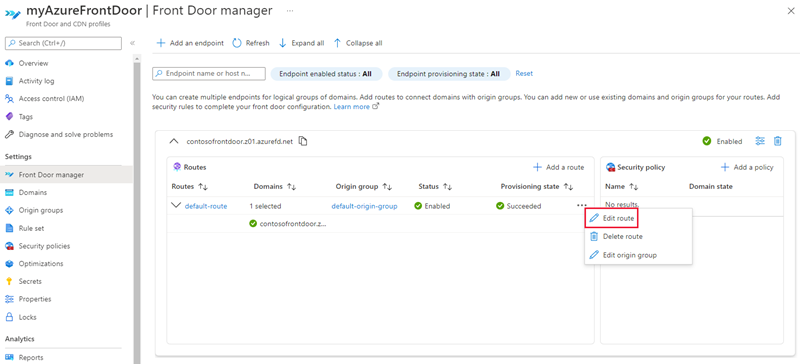 myAzureFrontDoor | Front Door manager ...
Front Door and CDN profiles
Search (Ctrl+/)
Overview
Activity log
Access control (IAM)
Tags
Diagnose and solve problems
Settings
Front Door manager
Domains
Origin groups
Rule set
Security policies
Optimizations
Secrets
Properties
Locks
Analytics
Reports
Add an endpoint Refresh Expand all Collapse all
Endpoint name or host n... Endpoint enabled status : All Endpoint provisioning state : All Reset
You can create multiple endpoints for logical groups of domains. Add routes to connect domains with origin groups. You can add new or use existing domains and origin groups for your routes. Add
security rules to complete your front door configuration. Learn more
contosofrontdoor.z01.azurefd.net Enabled
Routes + Add a route
Routes Domains Origin group Status Provisioning state
default-route 1 selected default-origin-group Enabled Succeeded ...
contosofrontdoor.z...
Security policy + Add a policy
Name Domain state
No results.
Edit route
Delete route
Edit origin group